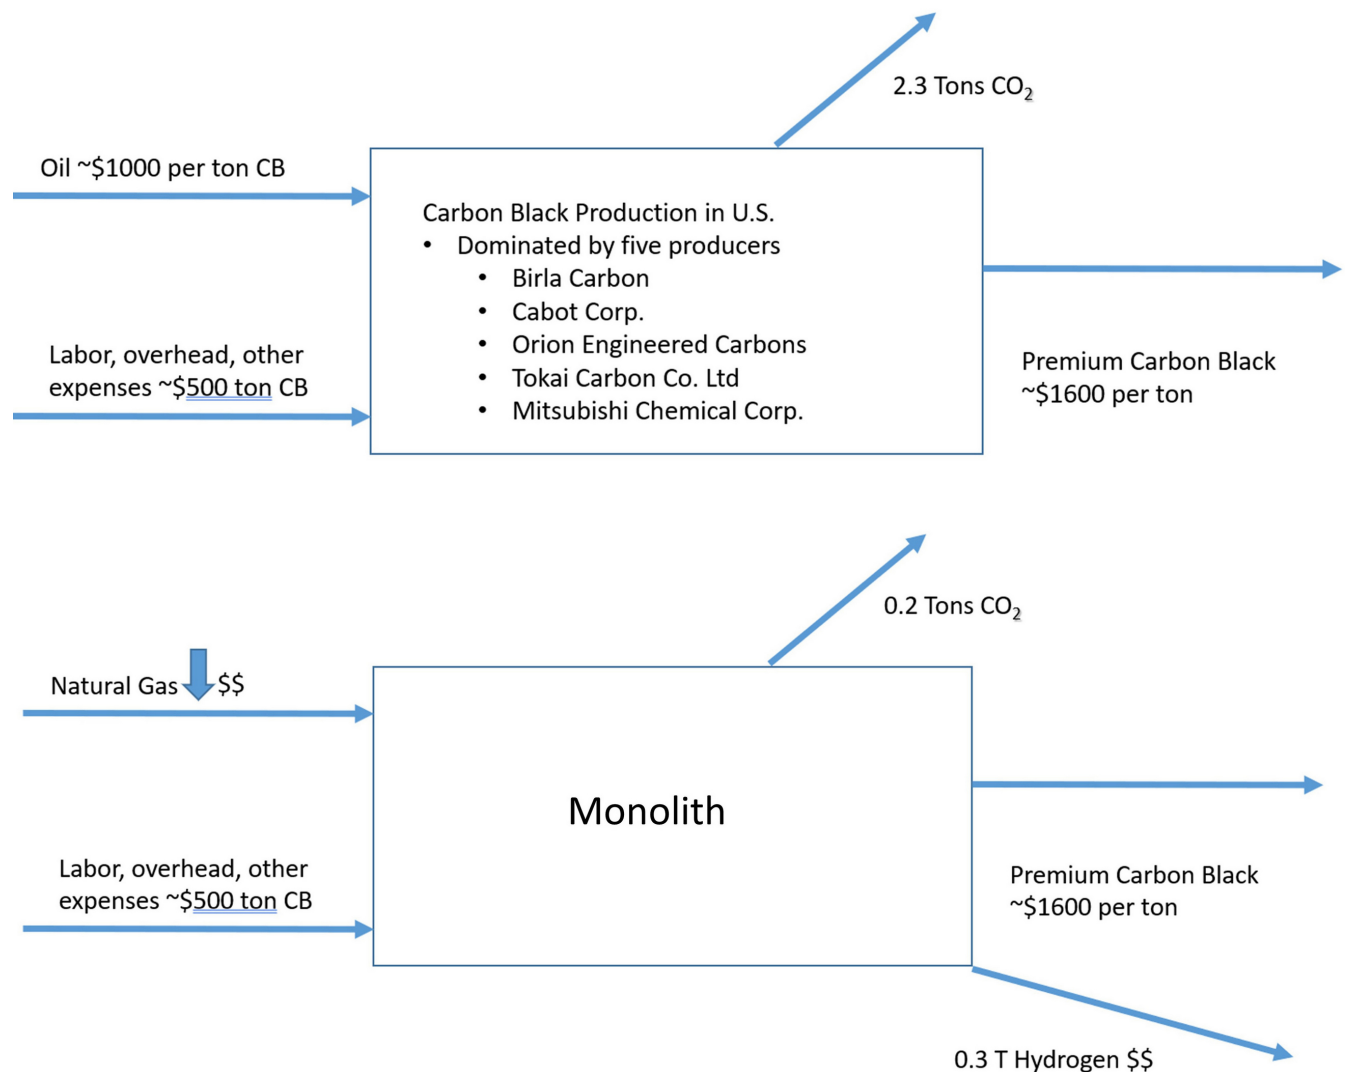 2.3 Tons CO₂
Oil ~$1000 per ton CB
Carbon Black Production in U.S.
• Dominated by five producers
• Birla Carbon
• Cabot Corp.
• Orion Engineered Carbons
• Tokai Carbon Co. Ltd
• Mitsubishi Chemical Corp.
Labor, overhead, other
expenses ~$500 ton CB
Premium Carbon Black
~$1600 per ton
0.2 Tons CO₂
Natural Gas $$
Monolith
Labor, overhead, other
expenses ~$500 ton CB
Premium Carbon Black
~$1600 per ton
0.3 T Hydrogen $$